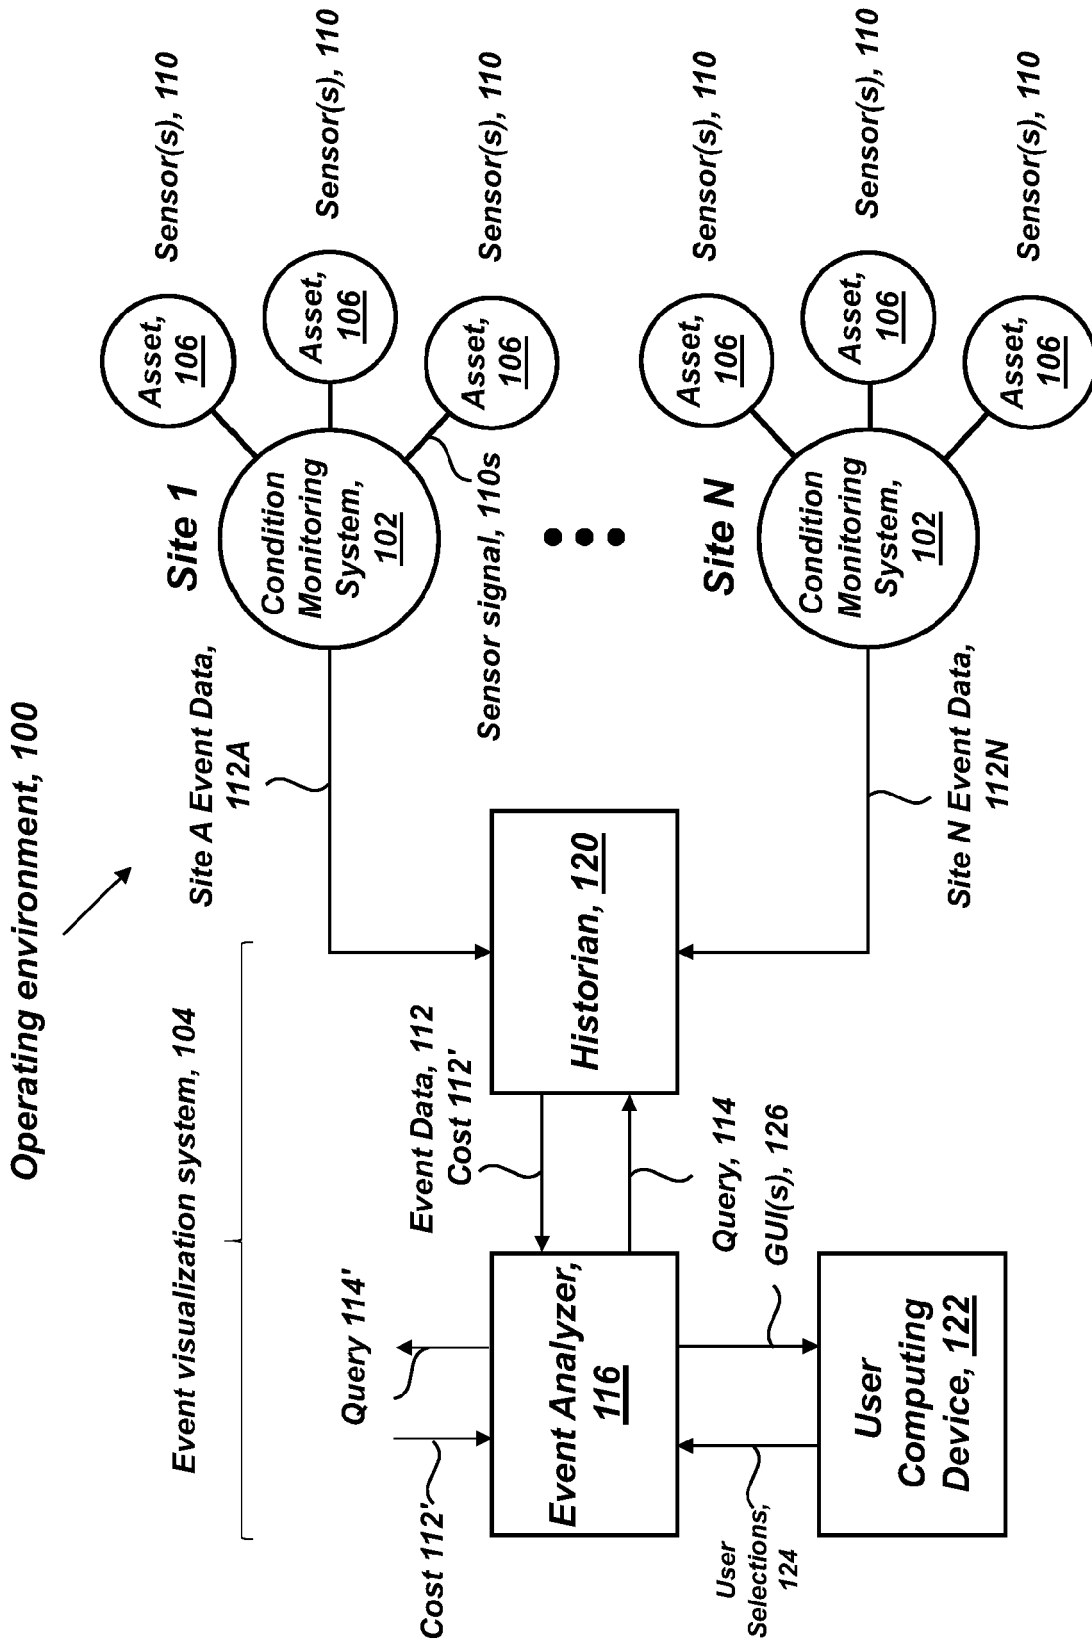 Operating environment, 100
Event visualization system, 104
Site A Event Data,
112A
Site 1
Condition
Monitoring
System,
102
Asset,
106
Sensor(s), 110
Asset,
106
Sensor(s), 110
Asset,
106
Sensor(s), 110
Sensor signal, 110s
Cost 112'
Query 114'
Event Data, 112
Cost 112'
Event Analyzer,
116
Historian, 120
Query, 114
GUI(s), 126
User
Selections,
124
User
Computing
Device, 122
Site N
Condition
Monitoring
System,
102
Asset,
106
Sensor(s), 110
Asset,
106
Sensor(s), 110
Asset,
106
Sensor(s), 110
Site N Event Data,
112N